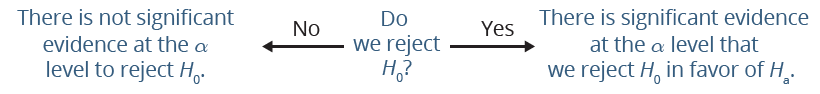 There is not significant
evidence at the α
level to reject H₀.
No
Do
we reject
H₀?
Yes
There is significant evidence
at the α level that
we reject H₀ in favor of Hₐ.